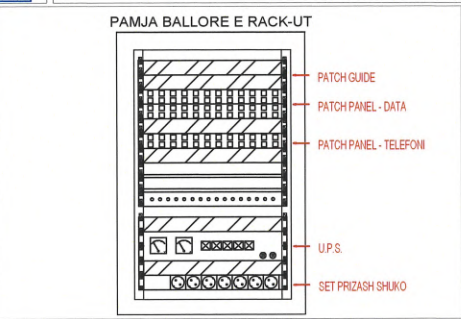 PAMJA BALLORE E RACK-UT
PATCH GUIDE
PATCH PANEL - DATA
PATCH PANEL - TELEFONI
U.P.S.
SET PRIZASH SHUKO